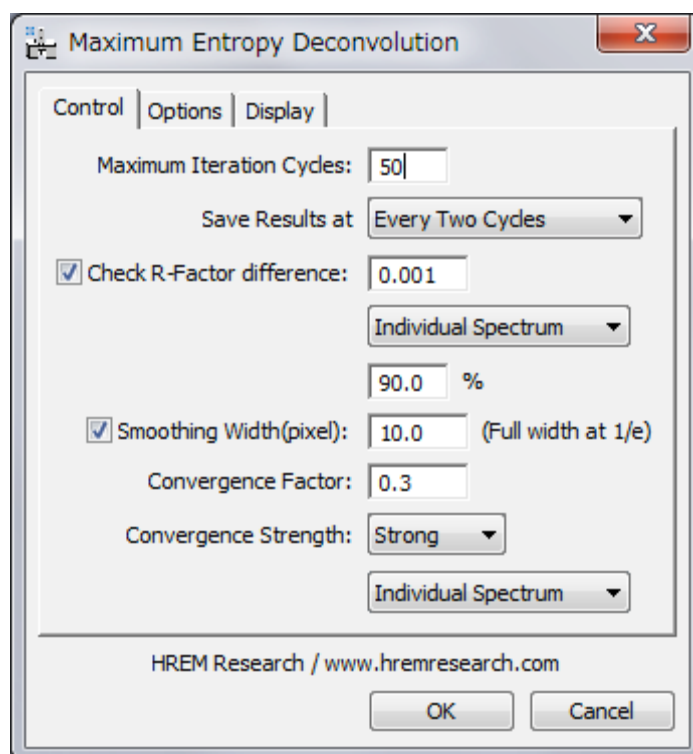 Maximum Entropy Deconvolution
Control Options Display
Maximum Iteration Cycles: 50
Save Results at Every Two Cycles
Check R-Factor difference: 0.001
Individual Spectrum
90.0 %
Smoothing Width(pixel): 10.0 (Full width at 1/e)
Convergence Factor: 0.3
Convergence Strength: Strong
Individual Spectrum
HREM Research / www.hremresearch.com
OK Cancel